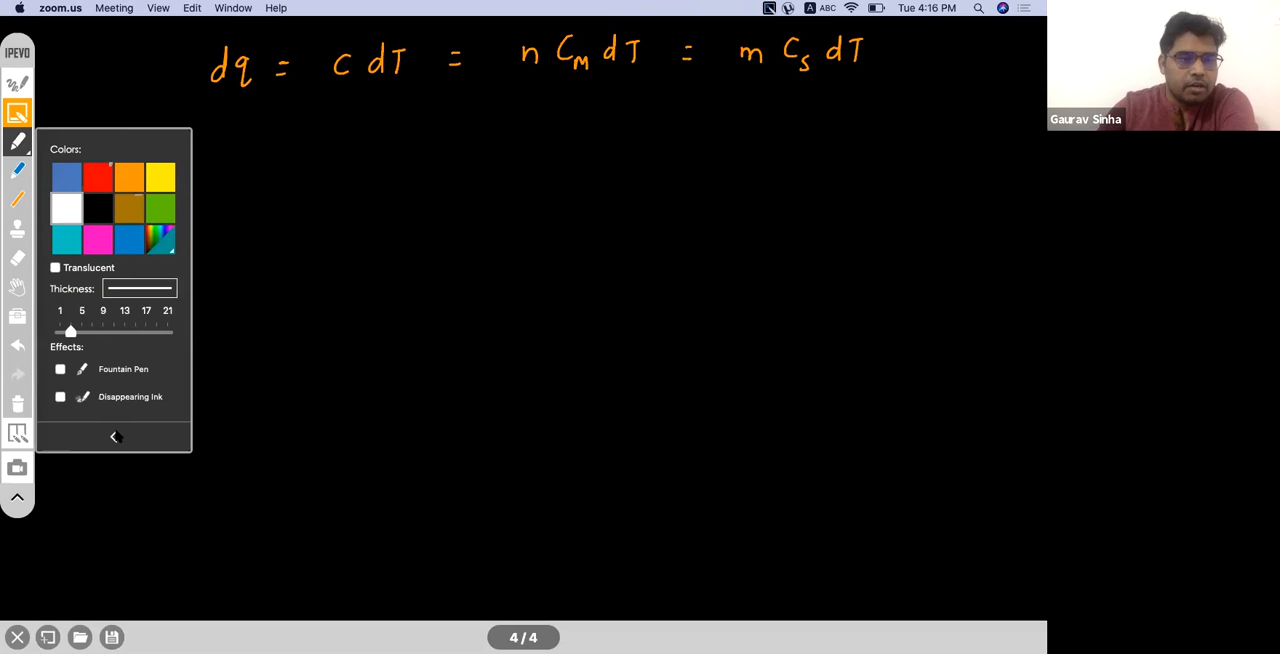 zoom.us Meeting View Edit Window Help A ABC Tue 4:16 PM
IPEVO
dq = C dT = n C_M dT = m C_S dT
Gaurav Sinha
Colors:
Translucent
Thickness:
1 5 9 13 17 21
Effects:
Fountain Pen
Disappearing Ink
4 / 4